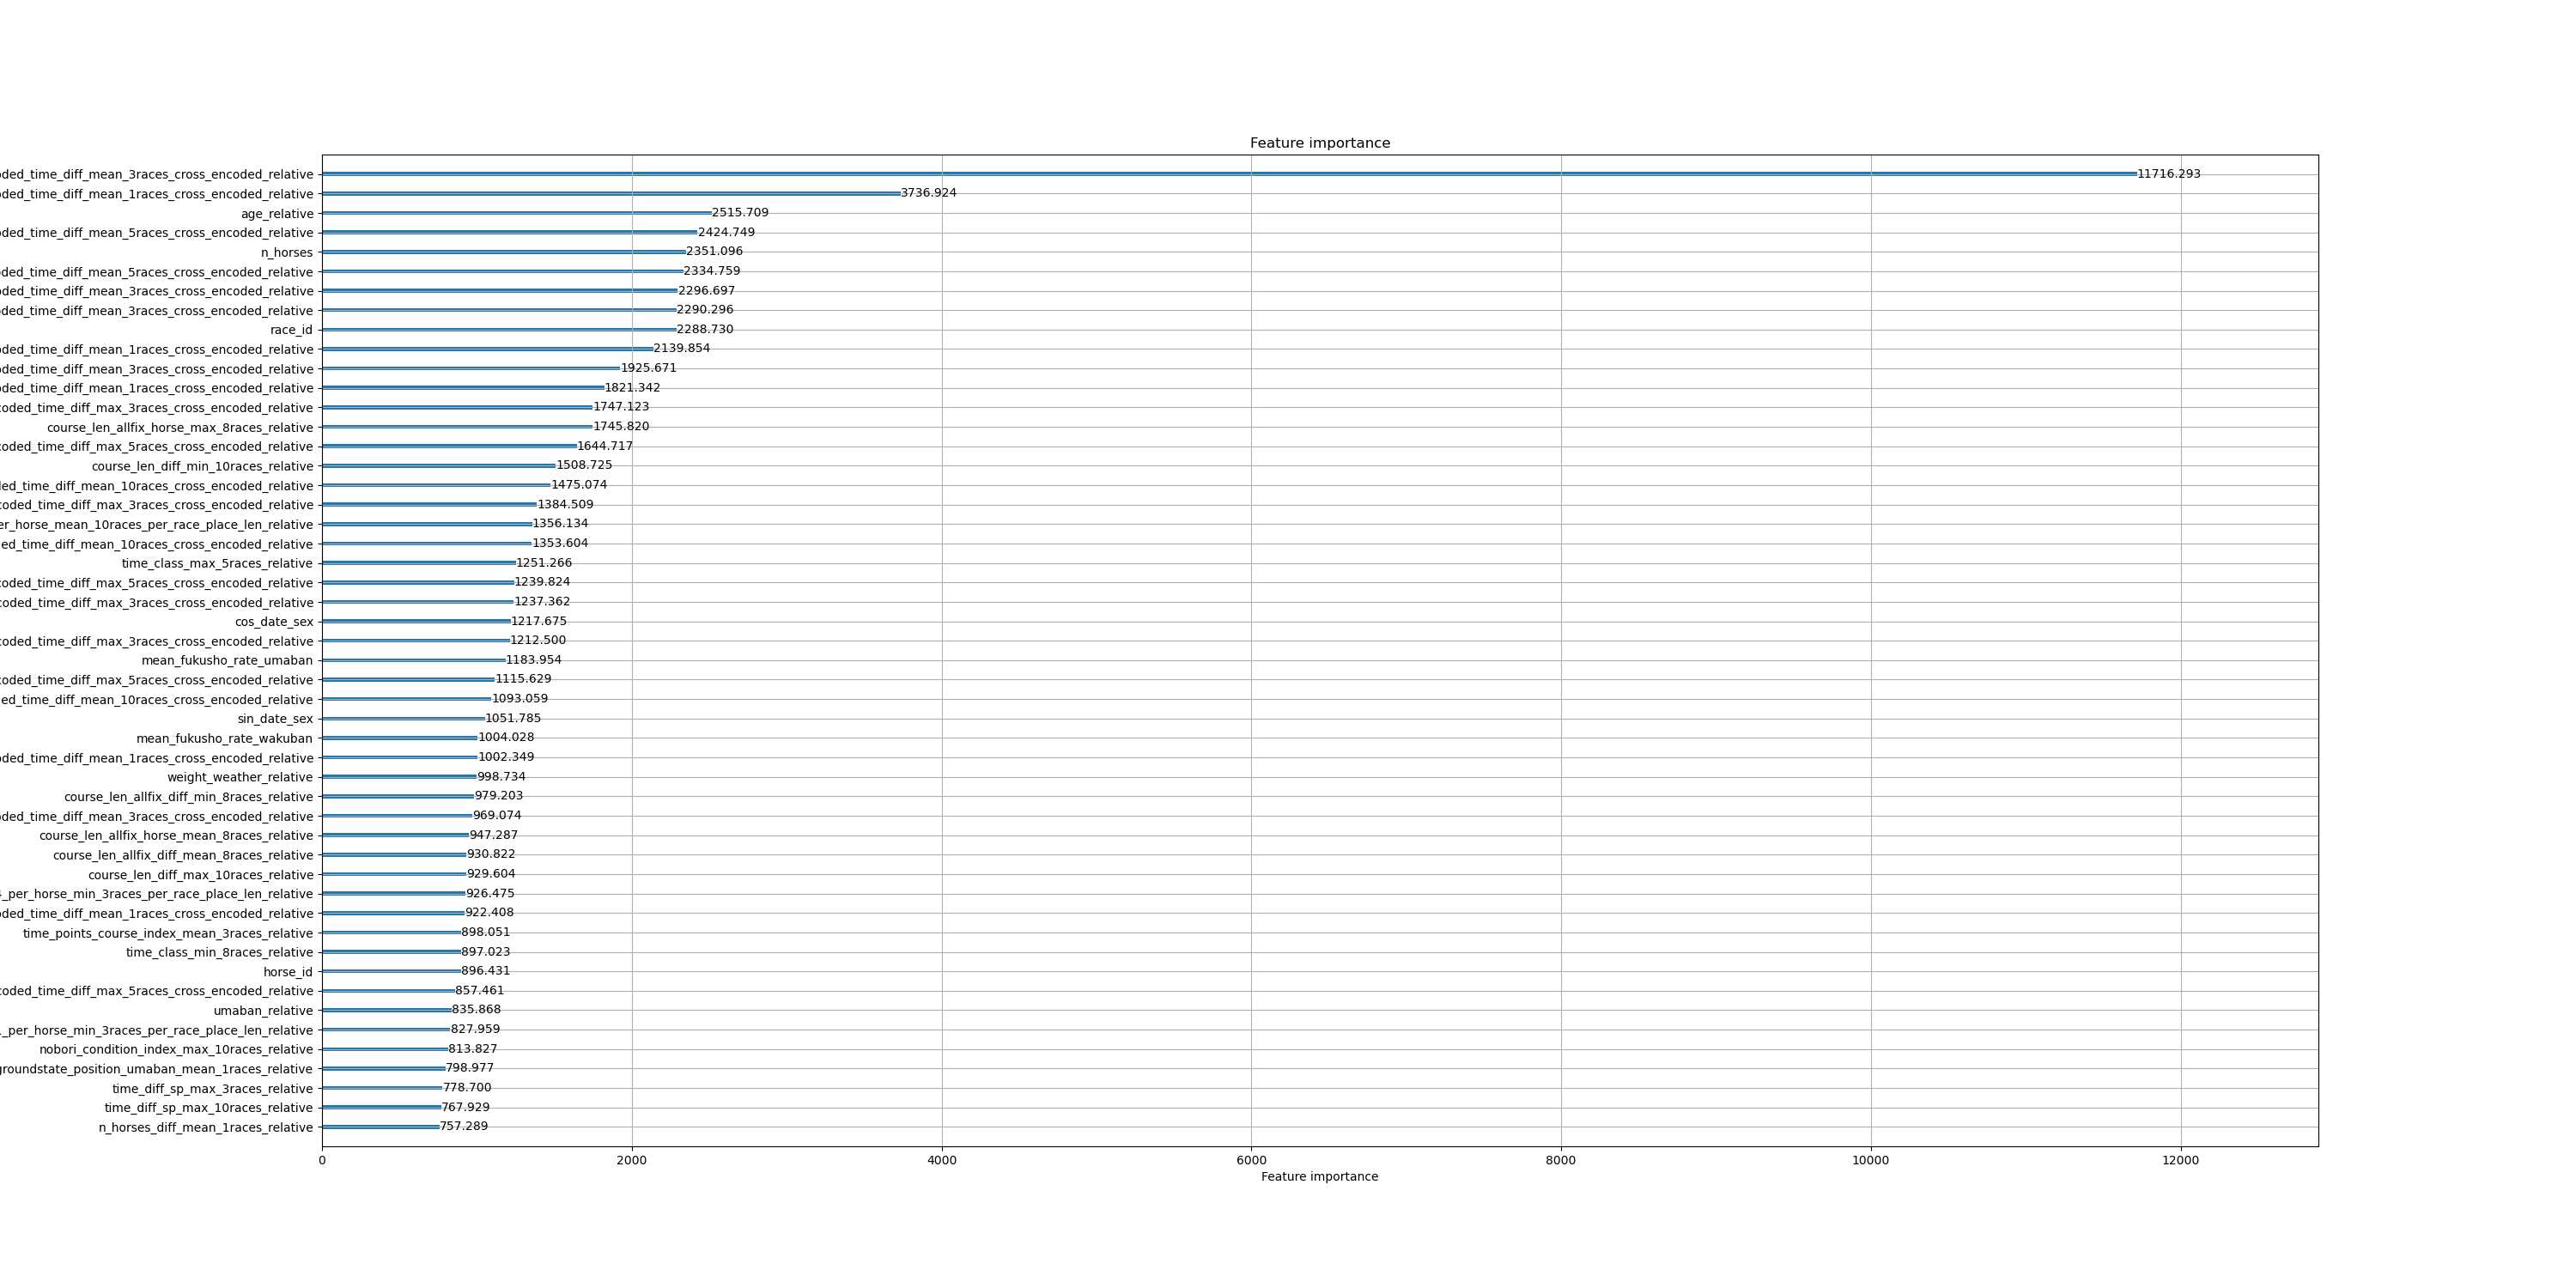 Feature importance
oded_time_diff_mean_3races_cross_encoded_relative 11716.293
oded_time_diff_mean_1races_cross_encoded_relative 3736.924
age_relative 2515.709
oded_time_diff_mean_5races_cross_encoded_relative 2424.749
n_horses 2351.096
oded_time_diff_mean_5races_cross_encoded_relative 2334.759
oded_time_diff_mean_3races_cross_encoded_relative 2296.697
oded_time_diff_mean_3races_cross_encoded_relative 2290.296
race_id 2288.730
oded_time_diff_mean_1races_cross_encoded_relative 2139.854
oded_time_diff_mean_3races_cross_encoded_relative 1925.671
oded_time_diff_mean_1races_cross_encoded_relative 1821.342
coded_time_diff_max_3races_cross_encoded_relative 1747.123
course_len_allfix_horse_max_8races_relative 1745.820
coded_time_diff_max_5races_cross_encoded_relative 1644.717
course_len_diff_min_10races_relative 1508.725
ded_time_diff_mean_10races_cross_encoded_relative 1475.074
coded_time_diff_max_3races_cross_encoded_relative 1384.509
er_horse_mean_10races_per_race_place_len_relative 1356.134
ed_time_diff_mean_10races_cross_encoded_relative 1353.604
time_class_max_5races_relative 1251.266
coded_time_diff_max_5races_cross_encoded_relative 1239.824
coded_time_diff_max_3races_cross_encoded_relative 1237.362
cos_date_sex 1217.675
coded_time_diff_max_3races_cross_encoded_relative 1212.500
mean_fukusho_rate_umaban 1183.954
coded_time_diff_max_5races_cross_encoded_relative 1115.629
ed_time_diff_mean_10races_cross_encoded_relative 1093.059
sin_date_sex 1051.785
mean_fukusho_rate_wakuban 1004.028
oded_time_diff_mean_1races_cross_encoded_relative 1002.349
weight_weather_relative 998.734
course_len_allfix_diff_min_8races_relative 979.203
oded_time_diff_mean_3races_cross_encoded_relative 969.074
course_len_allfix_horse_mean_8races_relative 947.287
course_len_allfix_diff_mean_8races_relative 930.822
course_len_diff_max_10races_relative 929.604
_per_horse_min_3races_per_race_place_len_relative 926.475
oded_time_diff_mean_1races_cross_encoded_relative 922.408
time_points_course_index_mean_3races_relative 898.051
time_class_min_8races_relative 897.023
horse_id 896.431
coded_time_diff_max_5races_cross_encoded_relative 857.461
umaban_relative 835.868
_per_horse_min_3races_per_race_place_len_relative 827.959
nobori_condition_index_max_10races_relative 813.827
groundstate_position_umaban_mean_1races_relative 798.977
time_diff_sp_max_3races_relative 778.700
time_diff_sp_max_10races_relative 767.929
n_horses_diff_mean_1races_relative 757.289
0 2000 4000 6000 8000 10000 12000
Feature importance